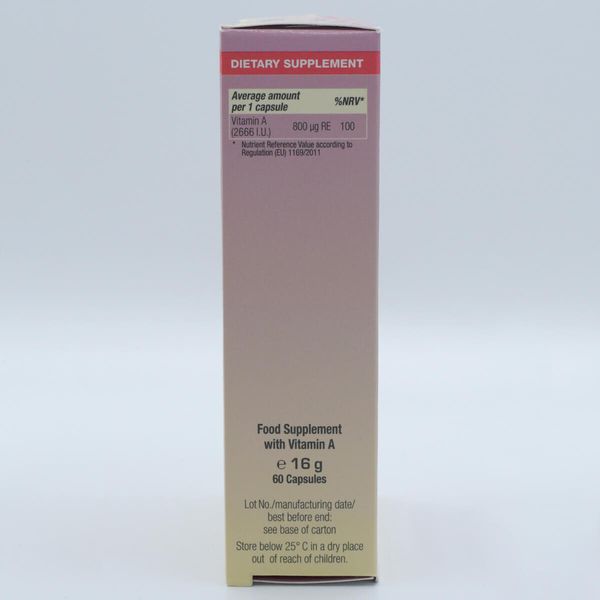 DIETARY SUPPLEMENT
Average amount
per 1 capsule %NRV*
Vitamin A
(2666 I.U.) 800 µg RE 100
* Nutrient Reference Value according to
Regulation (EU) 1169/2011
Food Supplement
with Vitamin A
℮ 16 g
60 Capsules
Lot No./manufacturing date/
best before end:
see base of carton
Store below 25° C in a dry place
out of reach of children.